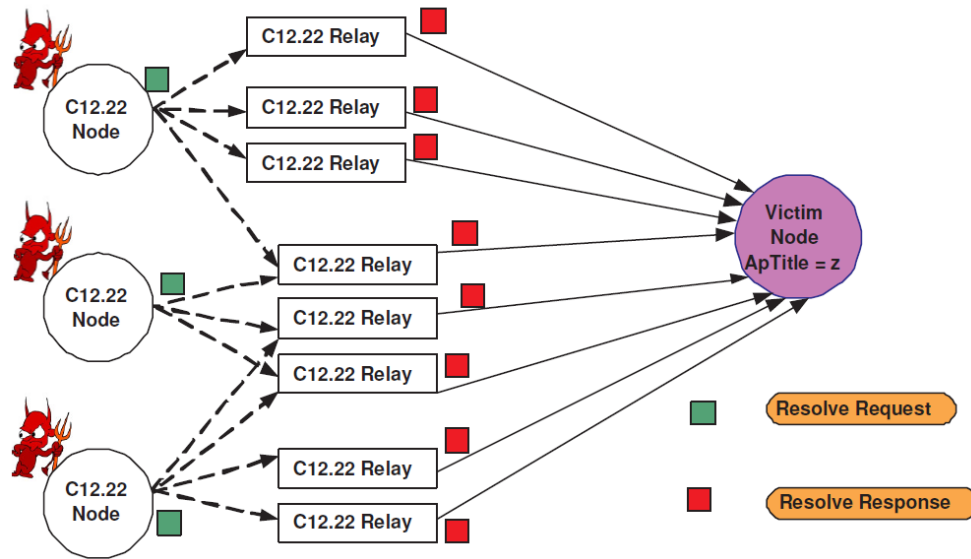 C12.22 Relay
C12.22
Node
C12.22 Relay
C12.22 Relay
Victim
Node
ApTitle = z
C12.22 Relay
C12.22
Node
C12.22 Relay
C12.22 Relay
Resolve Request
C12.22 Relay
C12.22
Node
C12.22 Relay
Resolve Response